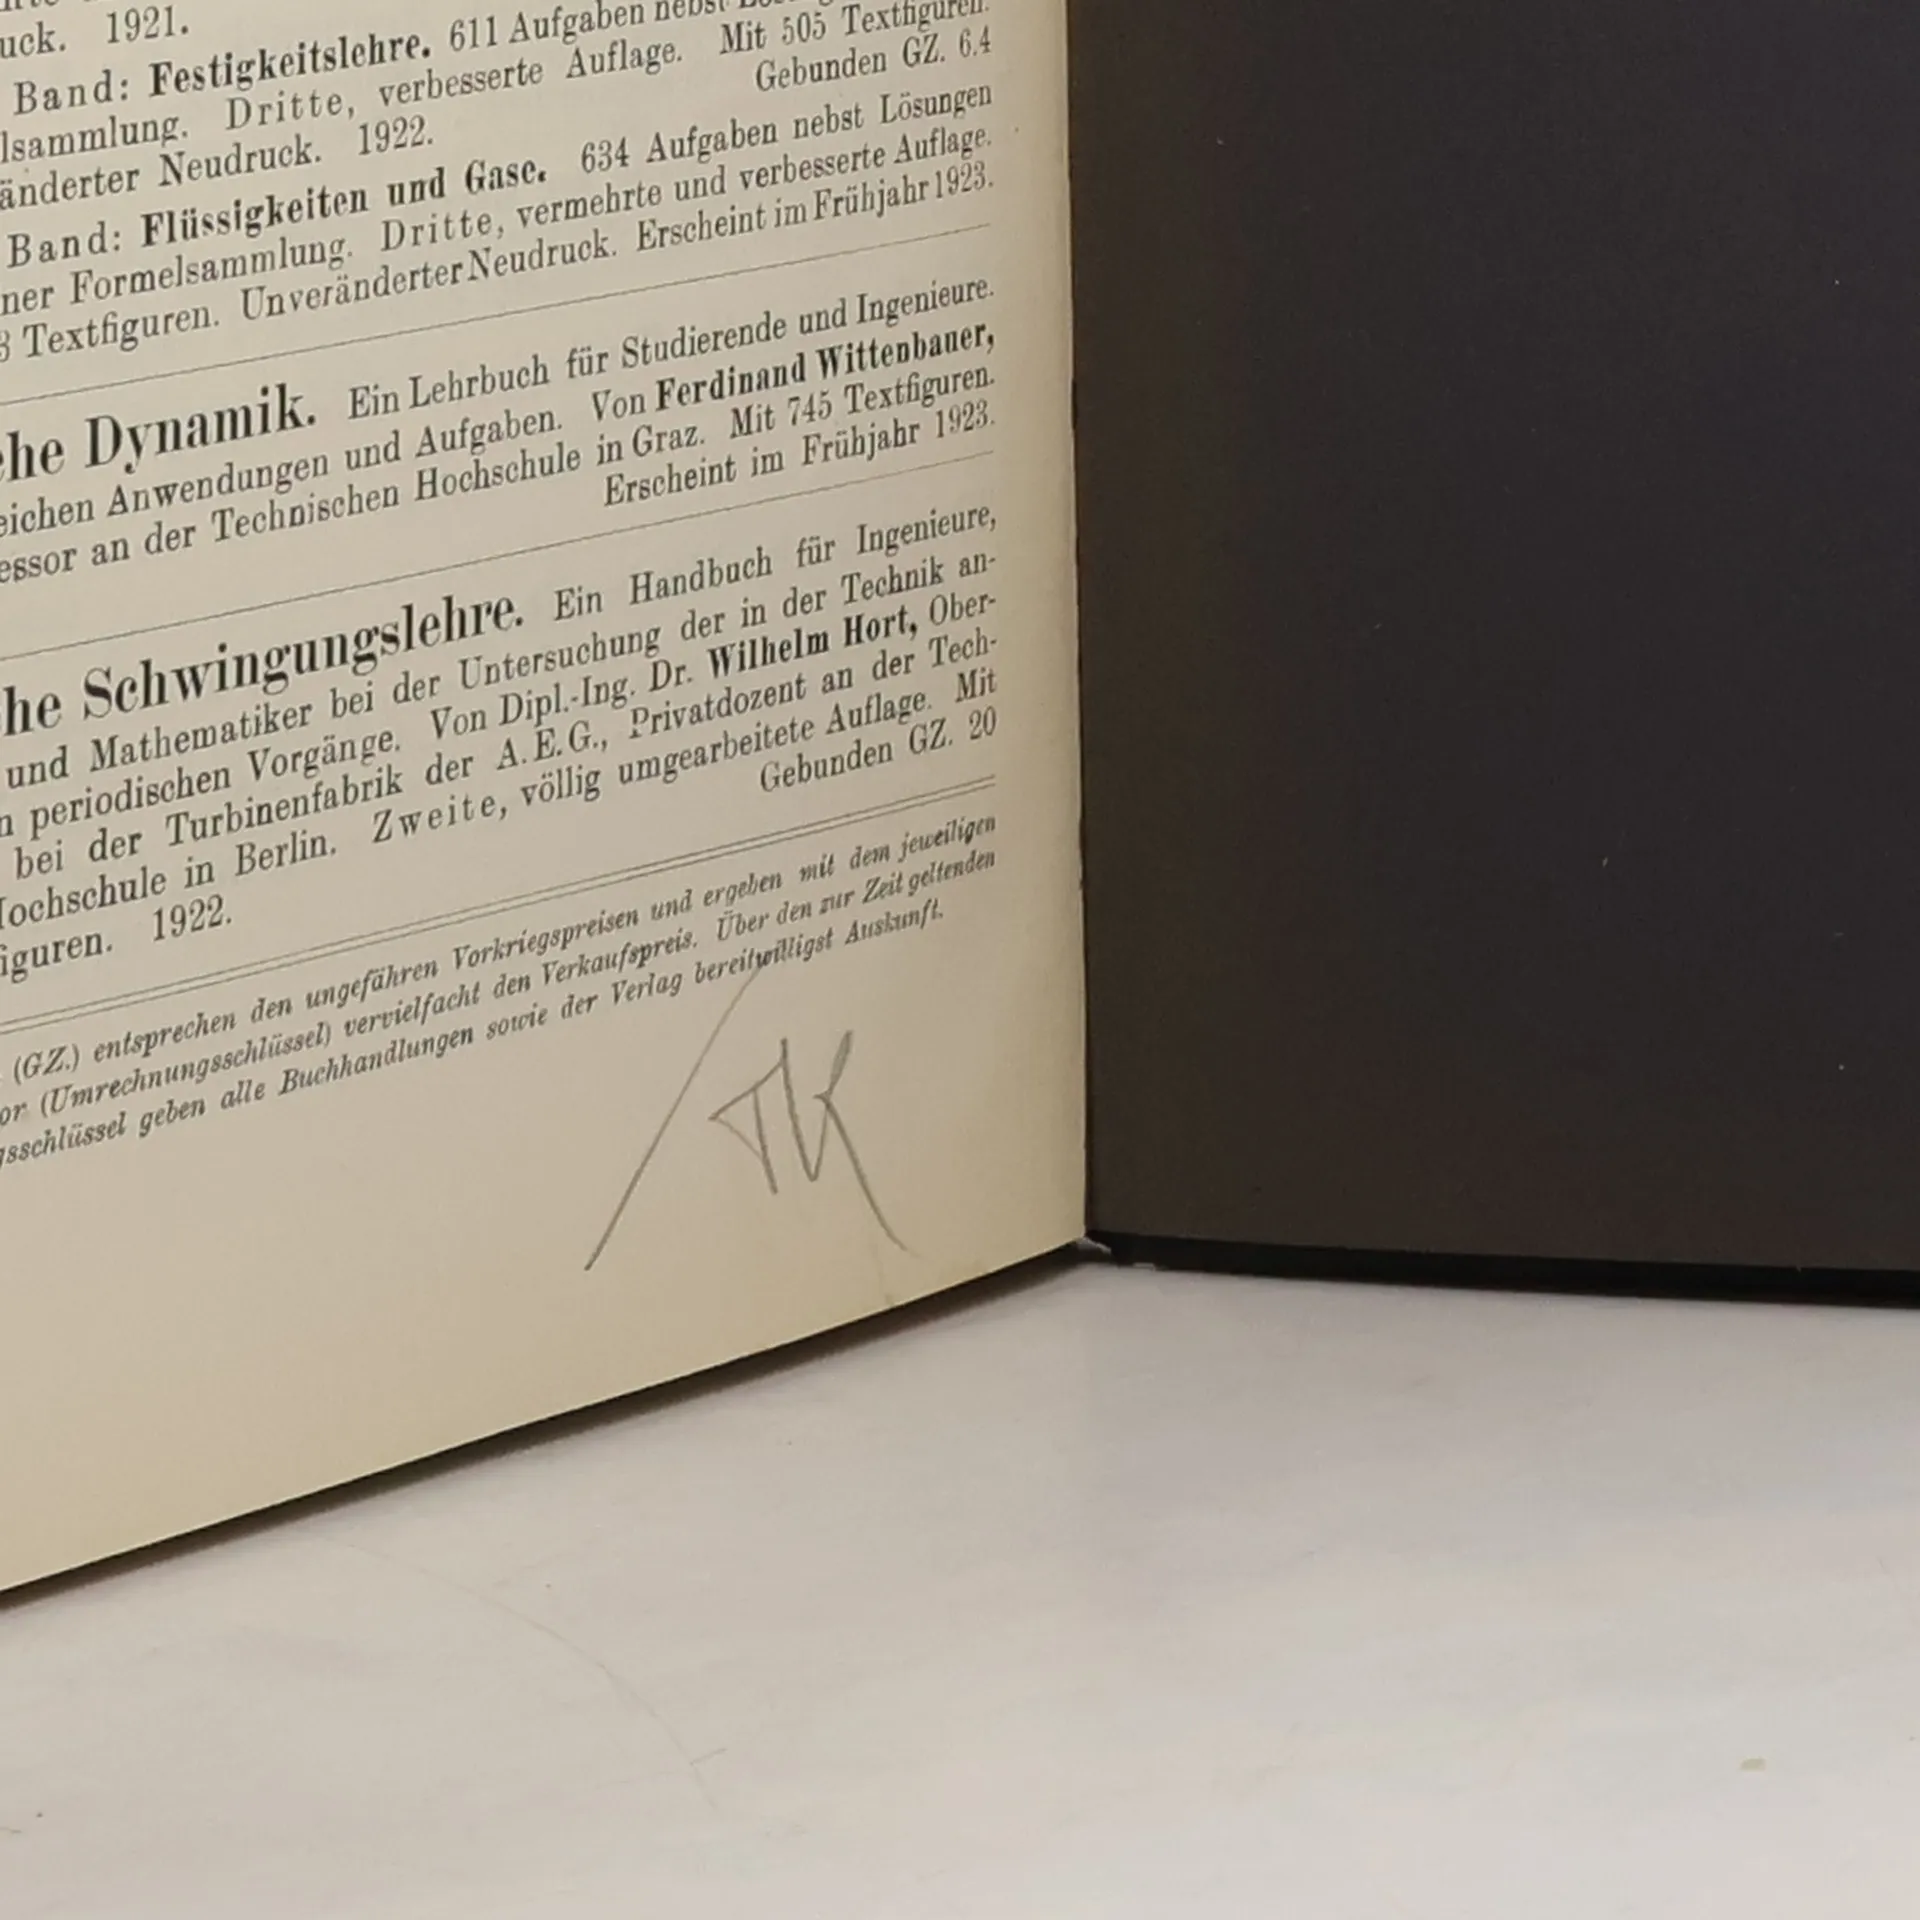 uck. 1921.
Band: Festigkeitslehre. 611 Aufgaben nebst
lsammlung. Dritte, verbesserte Auflage. Mit 505 Textfiguren.
änderter Neudruck. 1922. Gebunden GZ. 6.4
Band: Flüssigkeiten und Gase. 634 Aufgaben nebst Lösungen
ner Formelsammlung. Dritte, vermehrte und verbesserte Auflage.
3 Textfiguren. Unveränderter Neudruck. Erscheint im Frühjahr 1923.
che Dynamik. Ein Lehrbuch für Studierende und Ingenieure.
eichen Anwendungen und Aufgaben. Von Ferdinand Wittenbauer,
essor an der Technischen Hochschule in Graz. Mit 745 Textfiguren.
Erscheint im Frühjahr 1923.
he Schwingungslehre. Ein Handbuch für Ingenieure,
und Mathematiker bei der Untersuchung der in der Technik an-
n periodischen Vorgänge. Von Dipl.-Ing. Dr. Wilhelm Hort, Ober-
bei der Turbinenfabrik der A.E.G., Privatdozent an der Tech-
Hochschule in Berlin. Zweite, völlig umgearbeitete Auflage. Mit
iguren. 1922. Gebunden GZ. 20
(GZ.) entsprechen den ungefähren Vorkriegspreisen und ergeben mit dem jeweiligen
or (Umrechnungsschlüssel) vervielfacht den Verkaufspreis. Über den zur Zeit geltenden
gsschlüssel geben alle Buchhandlungen sowie der Verlag bereitwilligst Auskunft.